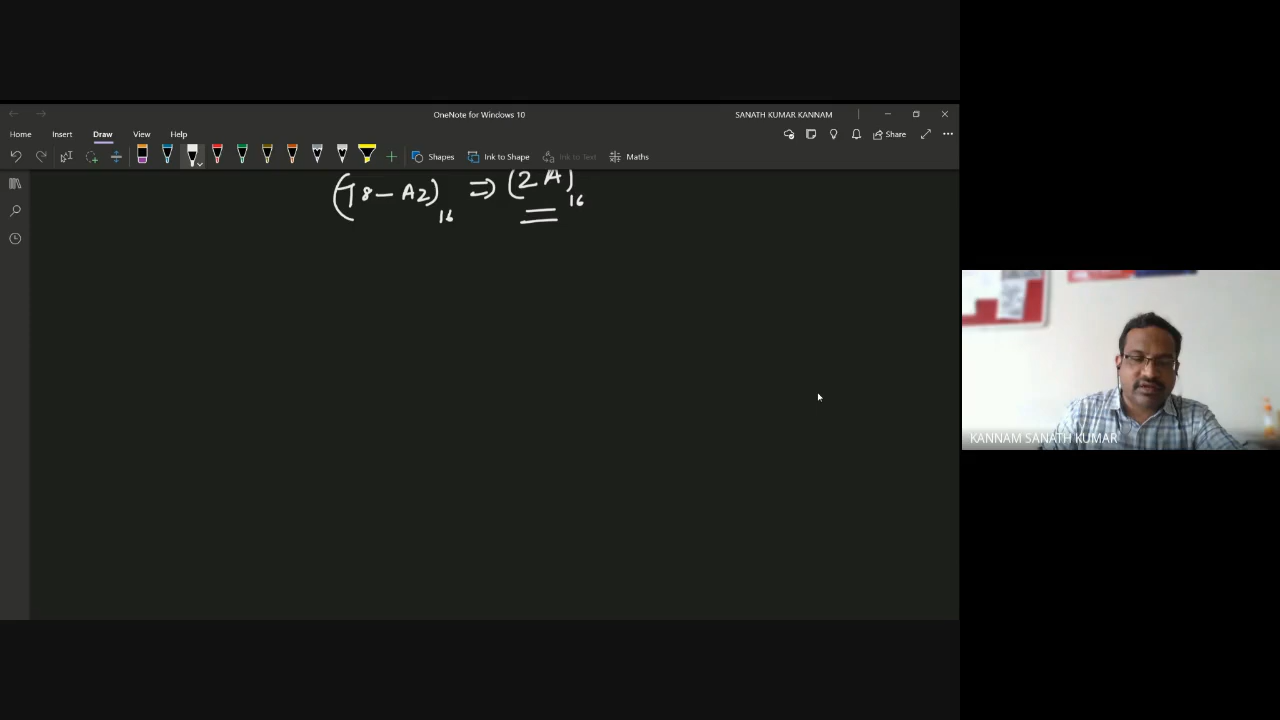 OneNote for Windows 10
SANATH KUMAR KANNAM
Home Insert Draw View Help
Share
Shapes Ink to Shape Ink to Text Maths
8 - A2)16 ⇒ (2A)16
KANNAM SANATH KUMAR